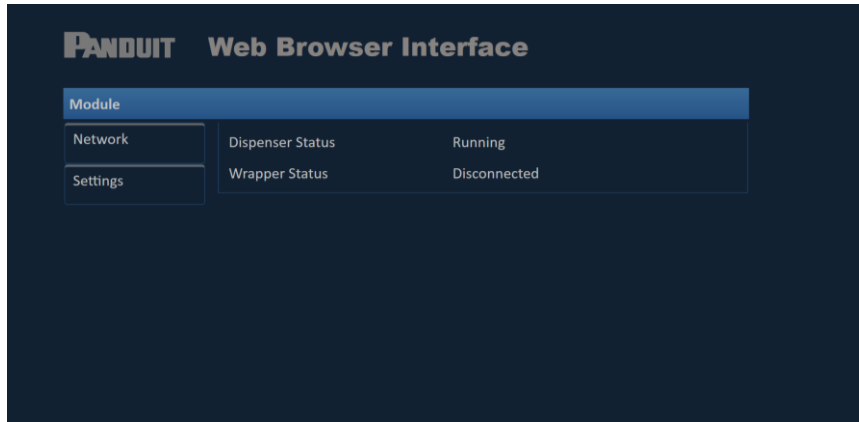 PANDUIT Web Browser Interface
Module
Network
Dispenser Status Running
Wrapper Status Disconnected
Settings